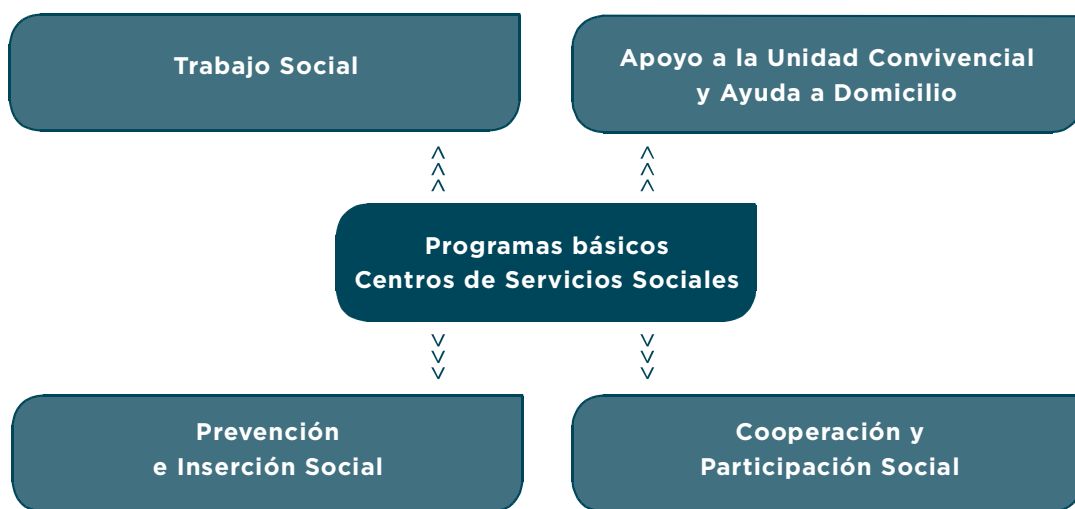 Trabajo Social
Apoyo a la Unidad Convivencial
y Ayuda a Domicilio
Programas básicos
Centros de Servicios Sociales
Prevención
e Inserción Social
Cooperación y
Participación Social